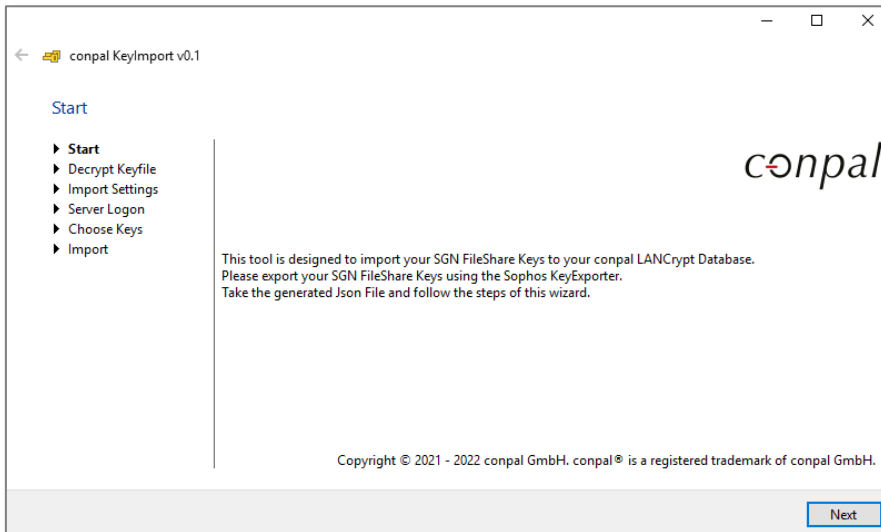 conpal KeyImport v0.1
Start
Start
Decrypt Keyfile
Import Settings
Server Logon
Choose Keys
Import
conpal
This tool is designed to import your SGN FileShare Keys to your conpal LANCrypt Database.
Please export your SGN FileShare Keys using the Sophos KeyExporter.
Take the generated Json File and follow the steps of this wizard.
Copyright © 2021 - 2022 conpal GmbH. conpal® is a registered trademark of conpal GmbH.
Next